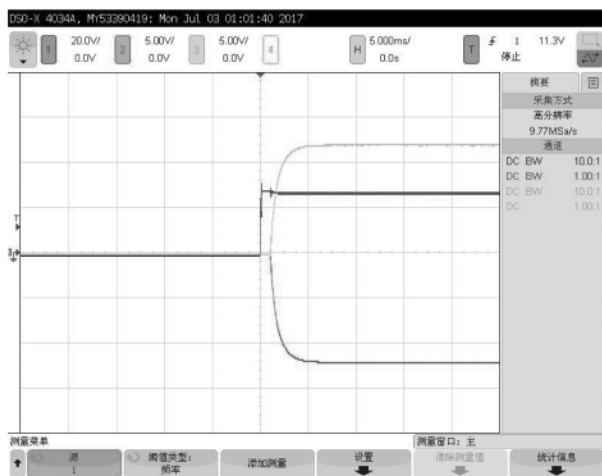 DSO-X 4034A, MY53390419: Mon Jul 03 01:01:40 2017
1 20.0V/ 0.0V 2 5.00V/ 0.0V 3 5.00V/ 0.0V 4 H 5.000ms/ 0.0s T 1 11.3V 停止
摘要
采集方式
高分辨率
9.77MSa/s
通道
DC BW 10.0:1
DC BW 1.00:1
DC BW 10.0:1
DC 1.00:1
T
测量菜单 测量窗口: 主
源 1
阈值类型: 频率
添加测量
设置
清除测量值
统计信息